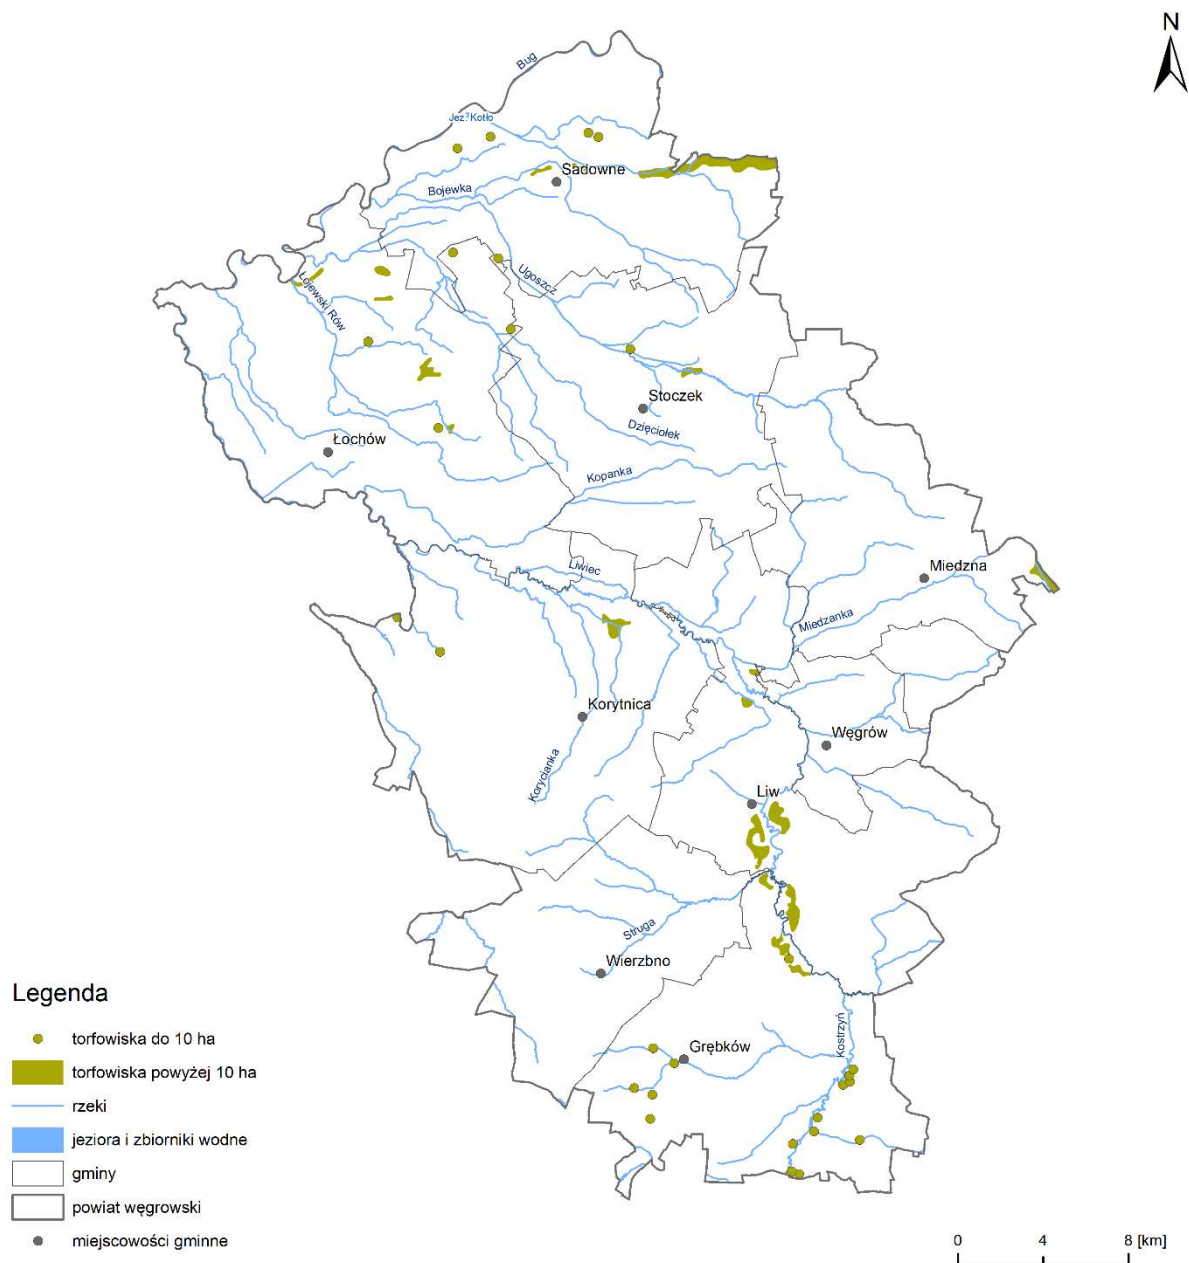 N
Bug
Jez. Kotło
Sadowne
Bojewka
Łojewski Rów
Ugoszcz
Stoczek
Dzięciołek
Łochów
Kopanka
Liwiec
Miedzna
Miedzanka
Korytnica
Węgrów
Korycianka
Liw
Struga
Wierzbno
Kostrzyń
Grębków
Legenda
torfowiska do 10 ha
torfowiska powyżej 10 ha
rzeki
jeziora i zbiorniki wodne
gminy
powiat węgrowski
miejscowości gminne
0 4 8 [km]